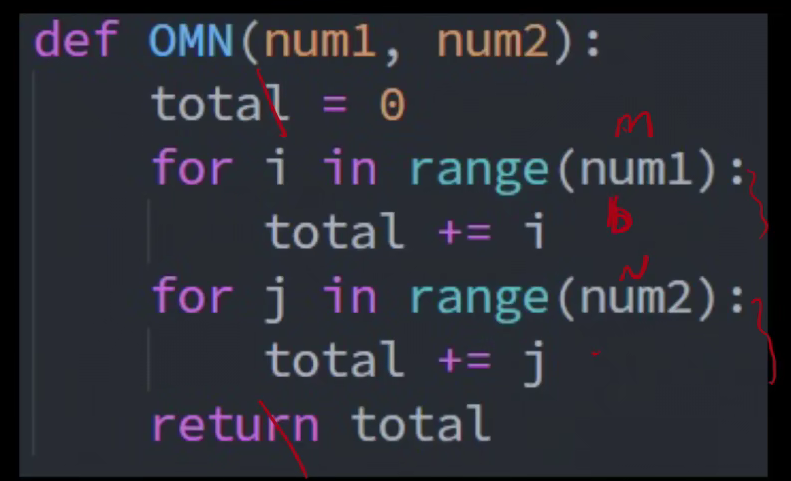 def OMN(num1, num2):
total = 0
M
for i in range(num1):
total += i
b
N
for j in range(num2):
total += j
return total